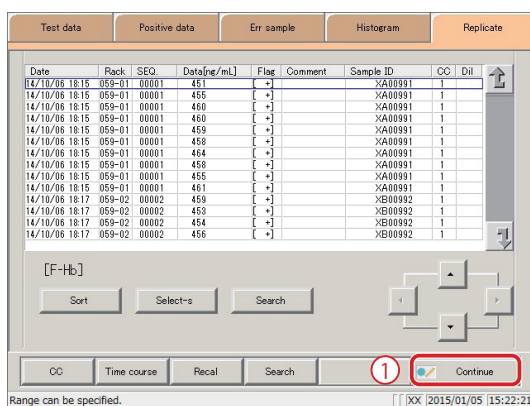 Test data Positive data Err sample Histogram Replicate
Date Rack SEQ. Data[ng/mL] Flag Comment Sample ID CC Dil
14/10/06 18:15 059-01 00001 451 [ +] XA00991 1
14/10/06 18:15 059-01 00001 455 [ +] XA00991 1
14/10/06 18:15 059-01 00001 460 [ +] XA00991 1
14/10/06 18:15 059-01 00001 460 [ +] XA00991 1
14/10/06 18:15 059-01 00001 459 [ +] XA00991 1
14/10/06 18:15 059-01 00001 458 [ +] XA00991 1
14/10/06 18:15 059-01 00001 464 [ +] XA00991 1
14/10/06 18:15 059-01 00001 458 [ +] XA00991 1
14/10/06 18:15 059-01 00001 455 [ +] XA00991 1
14/10/06 18:15 059-01 00001 461 [ +] XA00991 1
14/10/06 18:17 059-02 00002 459 [ +] XB00992 1
14/10/06 18:17 059-02 00002 453 [ +] XB00992 1
14/10/06 18:17 059-02 00002 454 [ +] XB00992 1
14/10/06 18:17 059-02 00002 456 [ +] XB00992 1
[F-Hb]
Sort Select-s Search
CC Time course Recal Search 1 Continue
Range can be specified. XX 2015/01/05 15:22:2